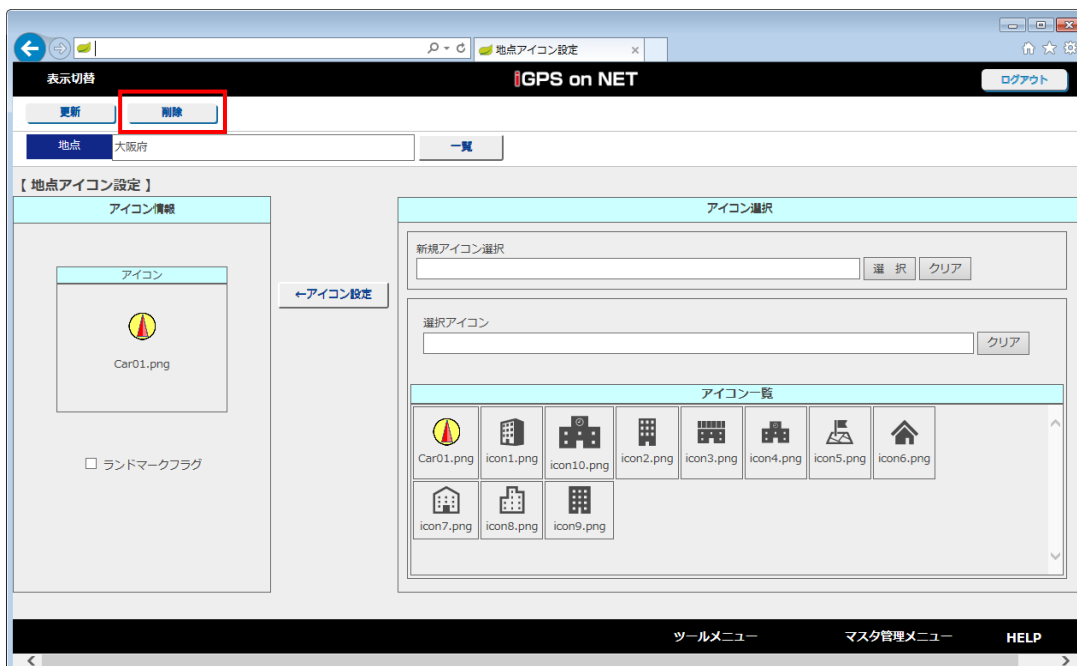 地点アイコン設定
表示切替
iGPS on NET
ログアウト
更新
削除
地点
大阪府
一覧
【 地点アイコン設定 】
アイコン情報
アイコン
Car01.png
ランドマークフラグ
←アイコン設定
アイコン選択
新規アイコン選択
選 択
クリア
選択アイコン
クリア
アイコン一覧
Car01.png
icon1.png
icon10.png
icon2.png
icon3.png
icon4.png
icon5.png
icon6.png
icon7.png
icon8.png
icon9.png
ツールメニュー
マスタ管理メニュー
HELP